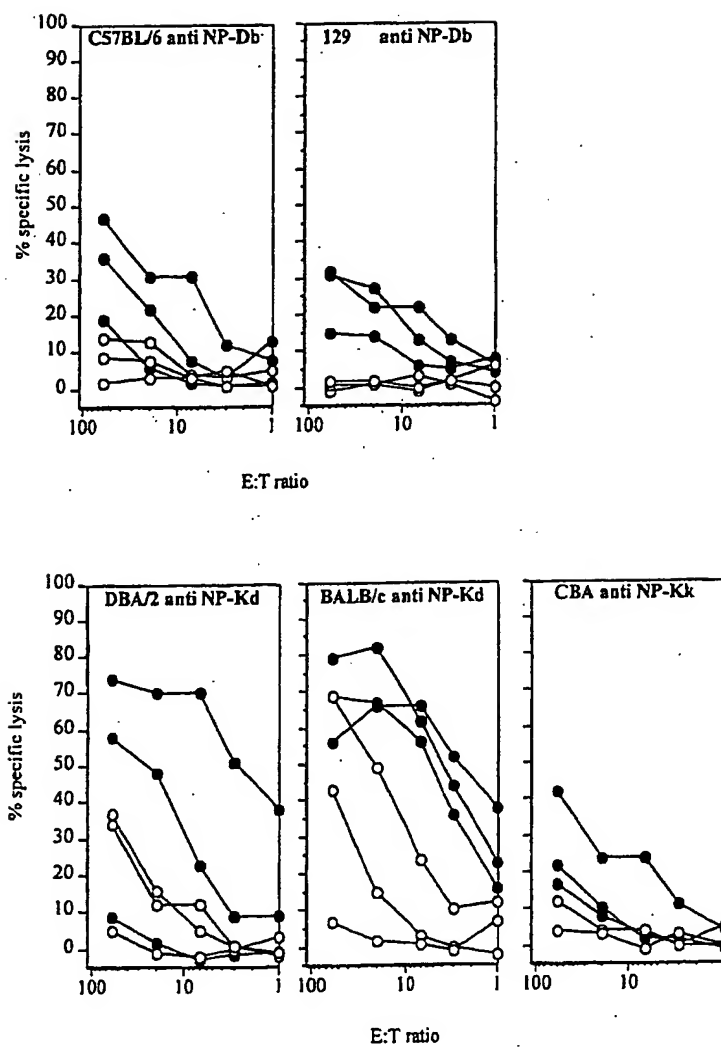 C57BL/6 anti NP-Db
129 anti NP-Db
% specific lysis
100
90
80
70
60
50
40
30
20
10
0
100 10 1
100 10 1
E:T ratio
DBA/2 anti NP-Kd
BALB/c anti NP-Kd
CBA anti NP-Kk
% specific lysis
100
90
80
70
60
50
40
30
20
10
0
100 10 1
100 10 1
100 10
E:T ratio